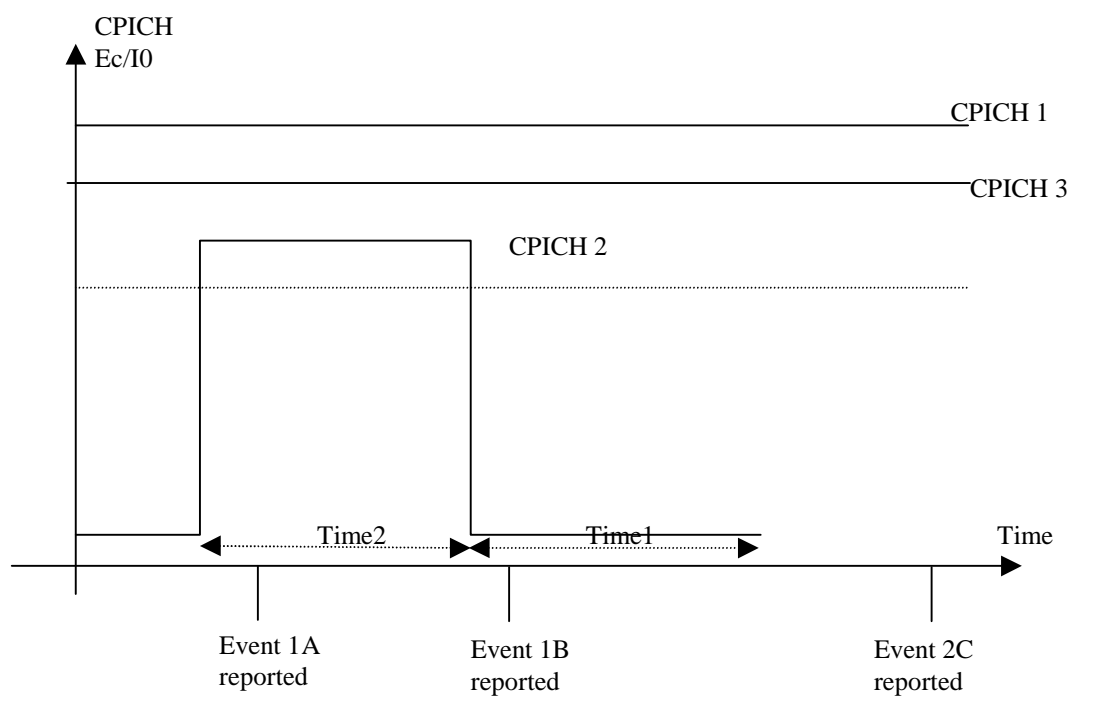 CPICH
Ec/I0
CPICH 1
CPICH 3
CPICH 2
Time2
Time1
Time
Event 1A
reported
Event 1B
reported
Event 2C
reported